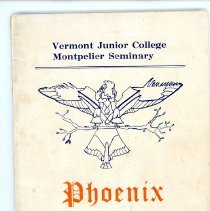 Vermont Junior College
Montpelier Seminary
Phoenix